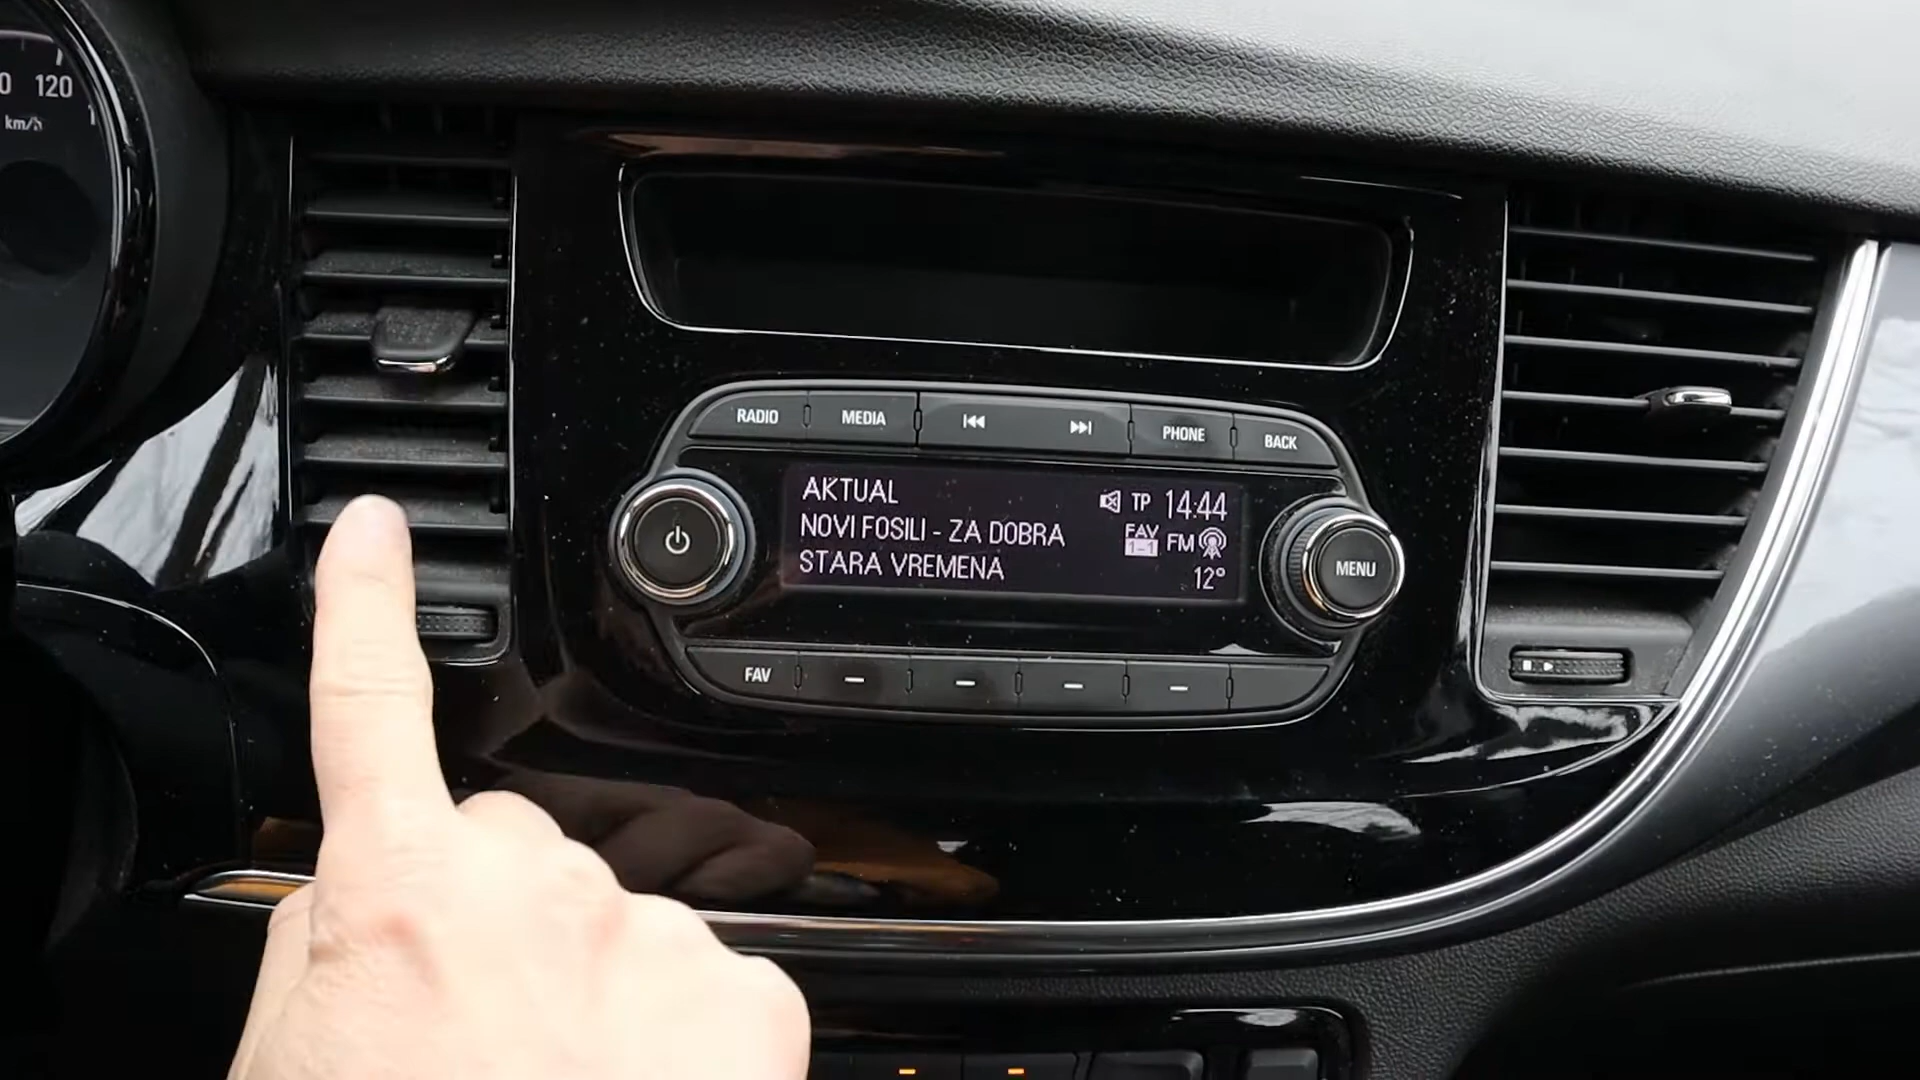 120
km/h
RADIO MEDIA PHONE BACK
AKTUAL TP 14:44
NOVI FOSILI - ZA DOBRA FAV FM
1-1
STARA VREMENA 12°
MENU
FAV